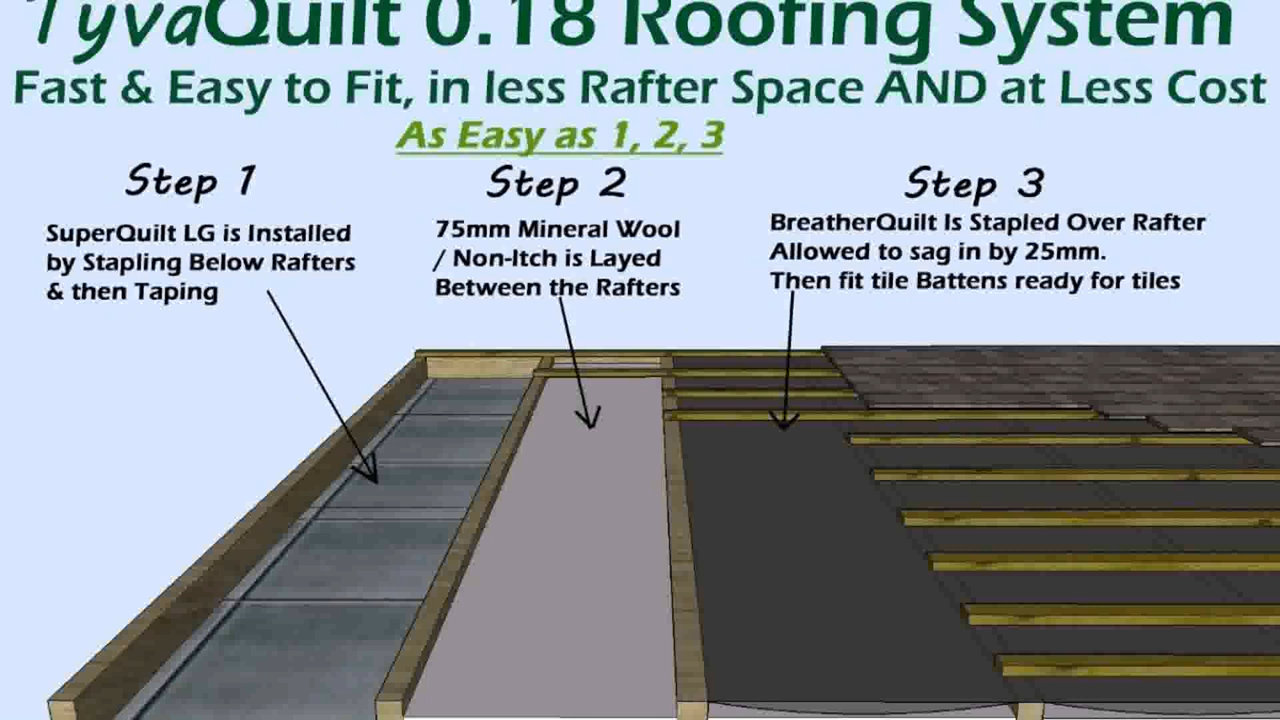 TyvaQuilt 0.18 Roofing System
Fast & Easy to Fit, in less Rafter Space AND at Less Cost
As Easy as 1, 2, 3
Step 1
SuperQuilt LG is Installed
by Stapling Below Rafters
& then Taping
Step 2
75mm Mineral Wool
/ Non-Itch is Layed
Between the Rafters
Step 3
BreatherQuilt Is Stapled Over Rafter
Allowed to sag in by 25mm.
Then fit tile Battens ready for tiles